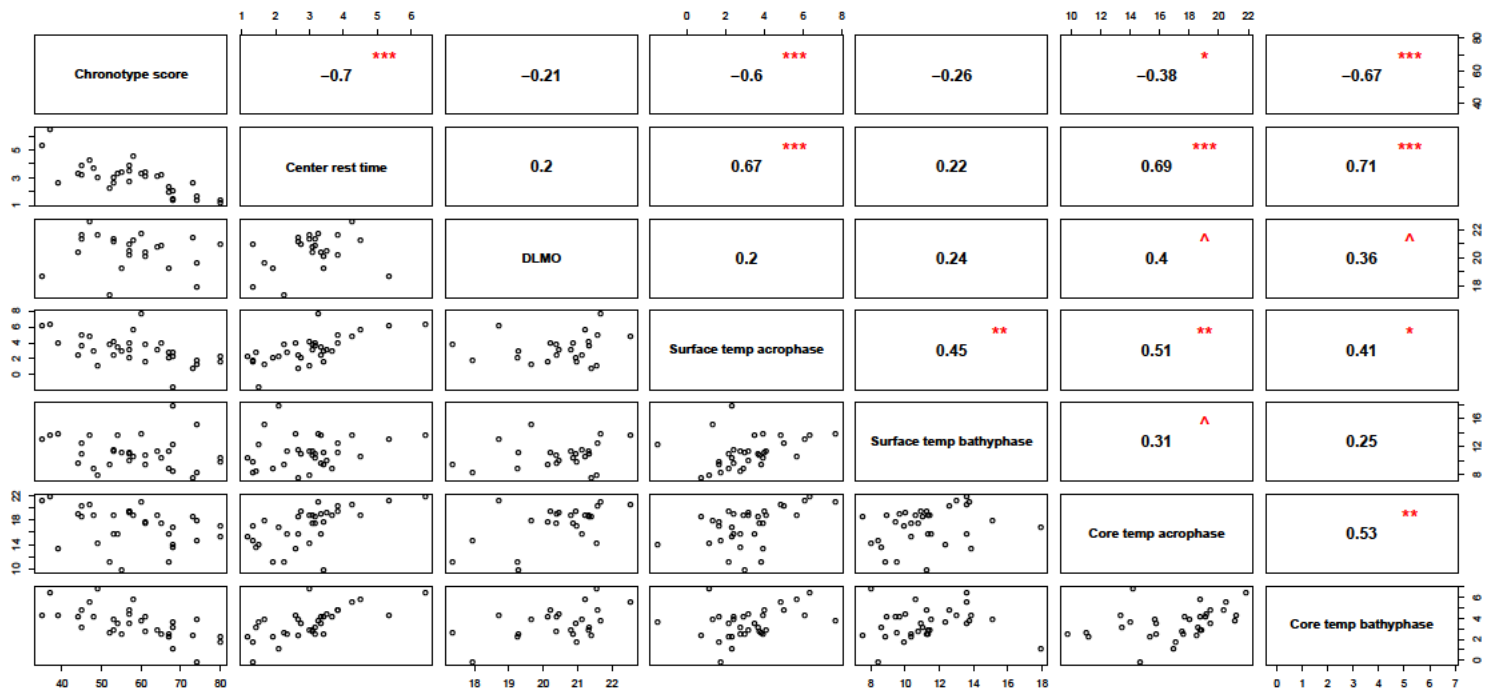 1 2 3 4 5 6 0 2 4 6 8 10 12 14 16 18 20 22
Chronotype score −0.7 *** −0.21 −0.6 *** −0.26 −0.38 * −0.67 *** 40 60 80
1 3 5 Center rest time 0.2 0.67 *** 0.22 0.69 *** 0.71 ***
DLMO 0.2 0.24 0.4 ^ 0.36 ^ 18 20 22
0 2 4 6 8 Surface temp acrophase 0.45 ** 0.51 ** 0.41 *
Surface temp bathyphase 0.31 ^ 0.25 8 12 16
10 14 18 22 Core temp acrophase 0.53 **
Core temp bathyphase 0 2 4 6
40 50 60 70 80 18 19 20 21 22 8 10 12 14 16 18 0 1 2 3 4 5 6 7